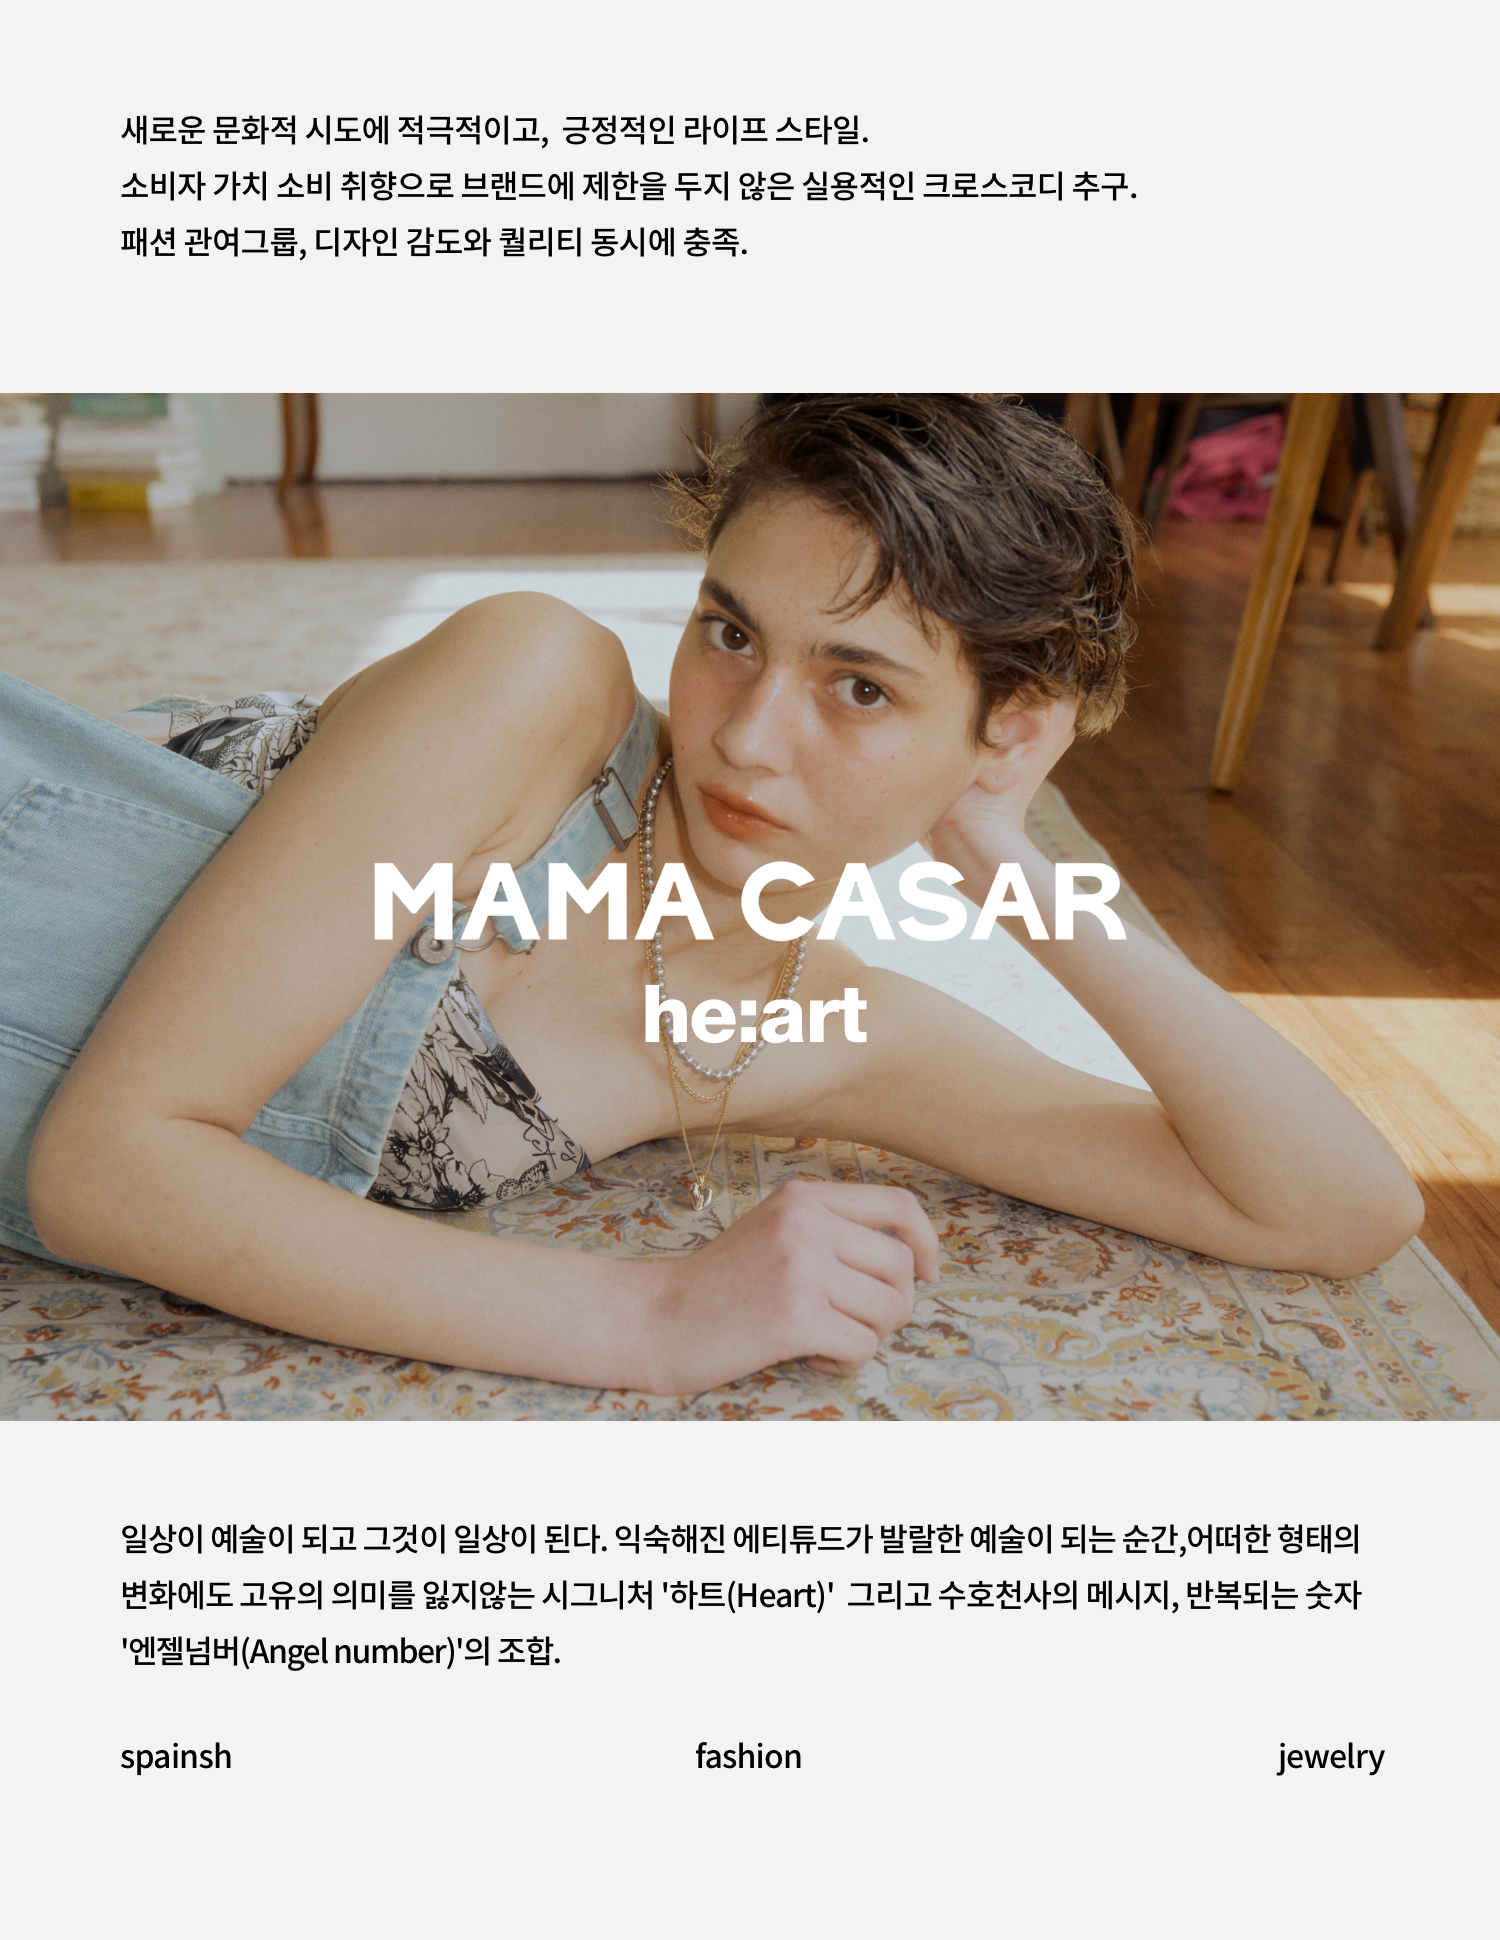 새로운 문화적 시도에 적극적이고, 긍정적인 라이프 스타일.
소비자 가치 소비 취향으로 브랜드에 제한을 두지 않은 실용적인 크로스코디 추구.
패션 관여그룹, 디자인 감도와 퀄리티 동시에 충족.
MAMA CASAR
he:art
일상이 예술이 되고 그것이 일상이 된다. 익숙해진 에티튜드가 발랄한 예술이 되는 순간,어떠한 형태의
변화에도 고유의 의미를 잃지않는 시그니처 '하트(Heart)' 그리고 수호천사의 메시지, 반복되는 숫자
'엔젤넘버(Angel number)'의 조합.
spainsh fashion jewelry